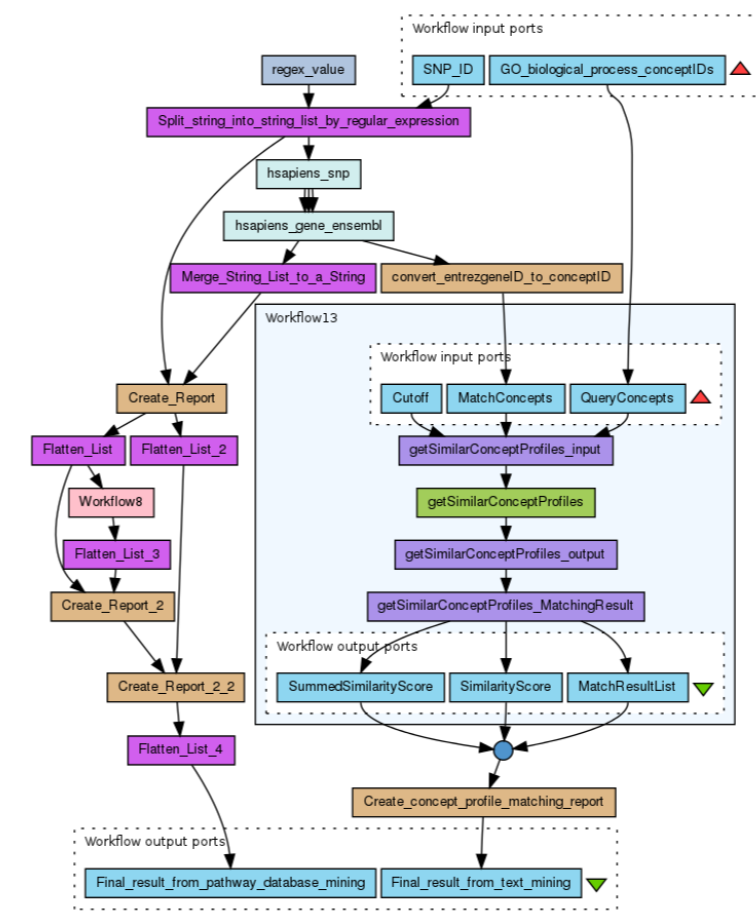 Workflow input ports
regex_value
SNP_ID
GO_biological_process_conceptIDs
Split_string_into_string_list_by_regular_expression
hsapiens_snp
hsapiens_gene_ensembl
Merge_String_List_to_a_String
convert_entrezgeneID_to_conceptID
Workflow13
Workflow input ports
Create_Report
Cutoff
MatchConcepts
QueryConcepts
Flatten_List
Flatten_List_2
getSimilarConceptProfiles_input
Workflow8
getSimilarConceptProfiles
Flatten_List_3
getSimilarConceptProfiles_output
Create_Report_2
getSimilarConceptProfiles_MatchingResult
Workflow output ports
Create_Report_2_2
SummedSimilarityScore
SimilarityScore
MatchResultList
Flatten_List_4
Create_concept_profile_matching_report
Workflow output ports
Final_result_from_pathway_database_mining
Final_result_from_text_mining